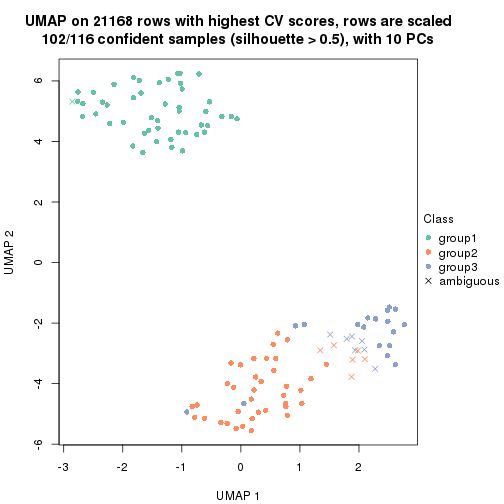 UMAP on 21168 rows with highest CV scores, rows are scaled
102/116 confident samples (silhouette > 0.5), with 10 PCs
6
4
2
0
-2
-4
-6
UMAP 2
-3
-2
-1
0
1
2
UMAP 1
Class
group1
group2
group3
ambiguous